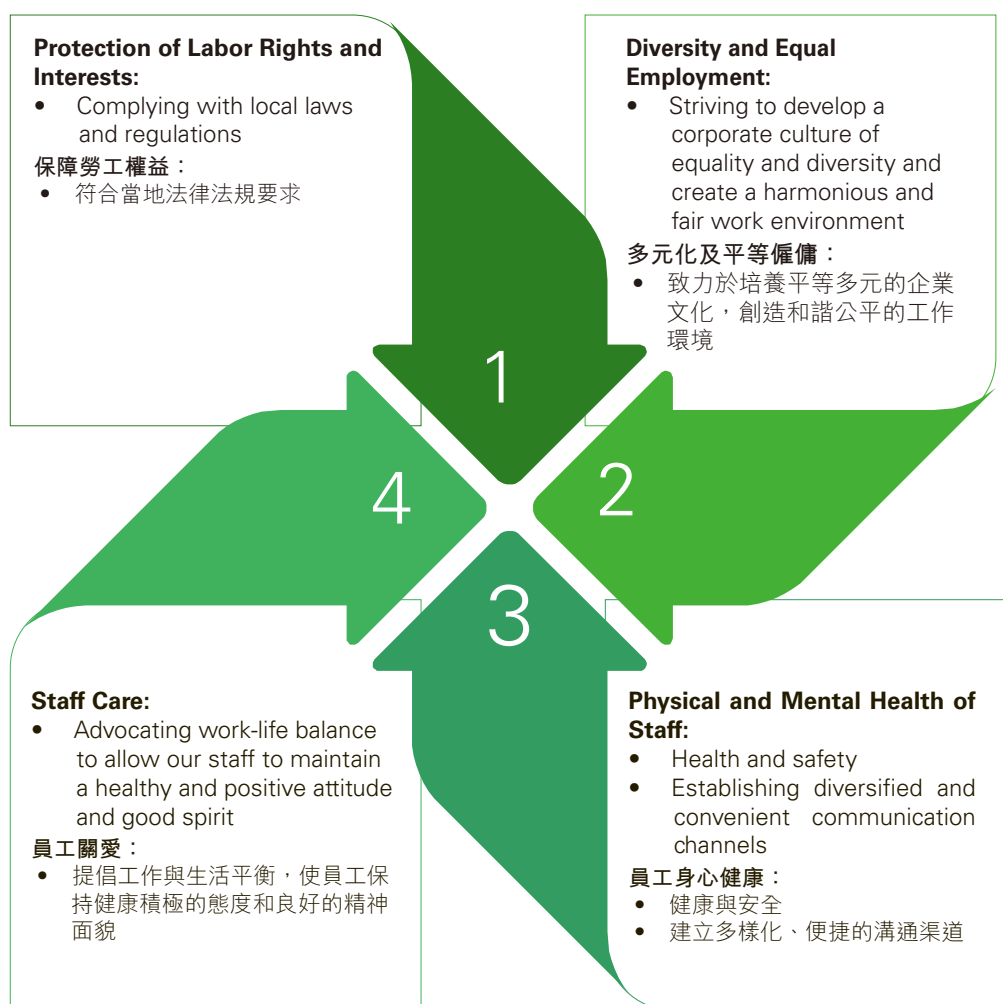 Protection of Labor Rights and
Interests:
• Complying with local laws
and regulations
保障勞工權益：
• 符合當地法律法規要求
Diversity and Equal
Employment:
• Striving to develop a
corporate culture of
equality and diversity and
create a harmonious and
fair work environment
多元化及平等僱傭：
• 致力於培養平等多元的企業
文化，創造和諧公平的工作
環境
1
2
3
4
Staff Care:
• Advocating work-life balance
to allow our staff to maintain
a healthy and positive attitude
and good spirit
員工關愛：
• 提倡工作與生活平衡，使員工保
持健康積極的態度和良好的精神
面貌
Physical and Mental Health of
Staff:
• Health and safety
• Establishing diversified and
convenient communication
channels
員工身心健康：
• 健康與安全
• 建立多樣化、便捷的溝通渠道